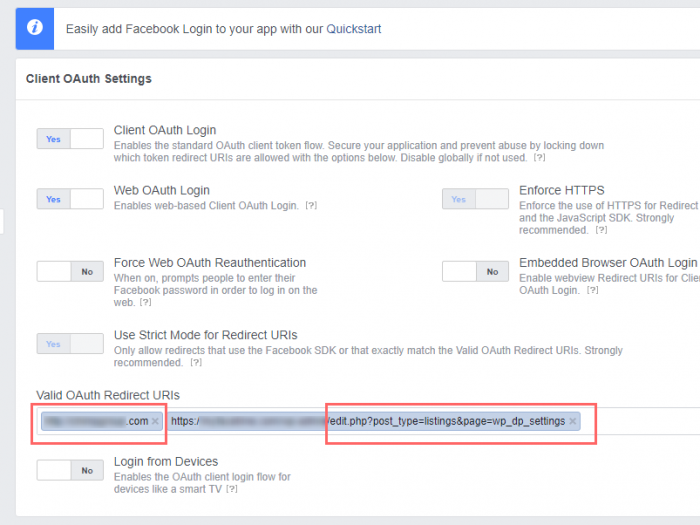 Easily add Facebook Login to your app with our Quickstart
Client OAuth Settings
Yes
Client OAuth Login
Enables the standard OAuth client token flow. Secure your application and prevent abuse by locking down
which token redirect URIs are allowed with the options below. Disable globally if not used. [?]
Yes
Web OAuth Login
Enables web-based Client OAuth Login. [?]
Yes
Enforce HTTPS
Enforce the use of HTTPS for Redirect
and the JavaScript SDK. Strongly
recommended. [?]
No
Force Web OAuth Reauthentication
When on, prompts people to enter their
Facebook password in order to log in on the
web. [?]
No
Embedded Browser OAuth Login
Enable webview Redirect URIs for Clie
OAuth Login. [?]
Yes
Use Strict Mode for Redirect URIs
Only allow redirects that use the Facebook SDK or that exactly match the Valid OAuth Redirect URIs. Strongly
recommended. [?]
Valid OAuth Redirect URIs
.com × https:/ /edit.php?post_type=listings&page=wp_dp_settings ×
No
Login from Devices
Enables the OAuth client login flow for
devices like a smart TV [?]